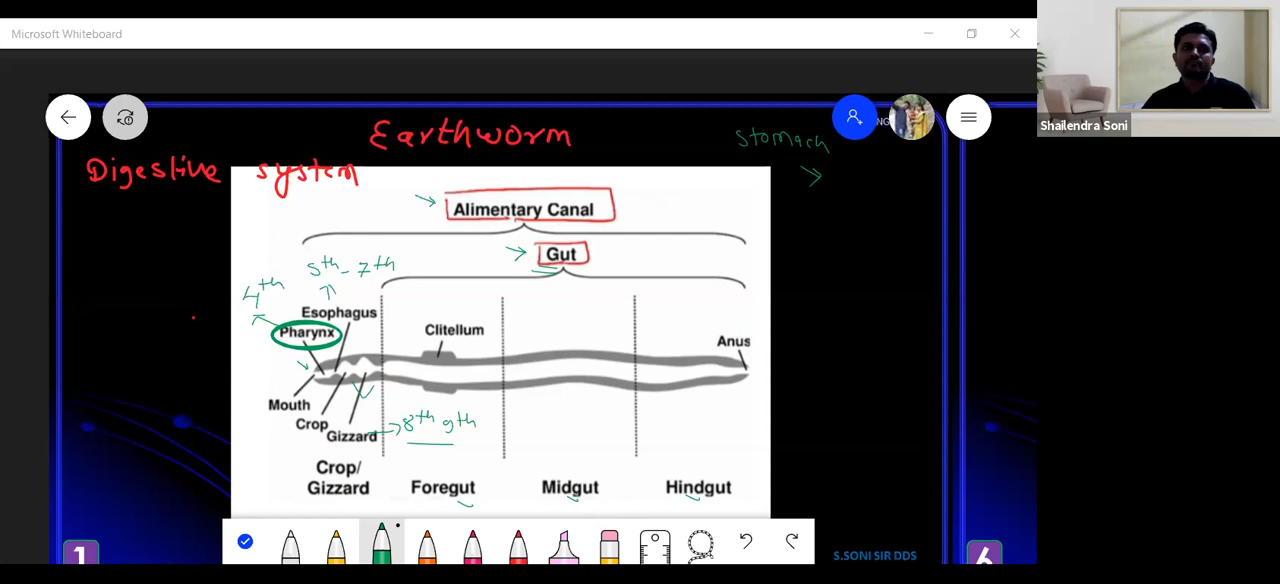 Microsoft Whiteboard
Shailendra Soni
NG
Earthworm
stomach
Digestive system
Alimentary Canal
Gut
5th - 7th
4th
Esophagus
Pharynx
Clitellum
Anus
Mouth
Crop
Gizzard
8th 9th
Crop/
Gizzard
Foregut
Midgut
Hindgut
1
S.SONI SIR DDS
6